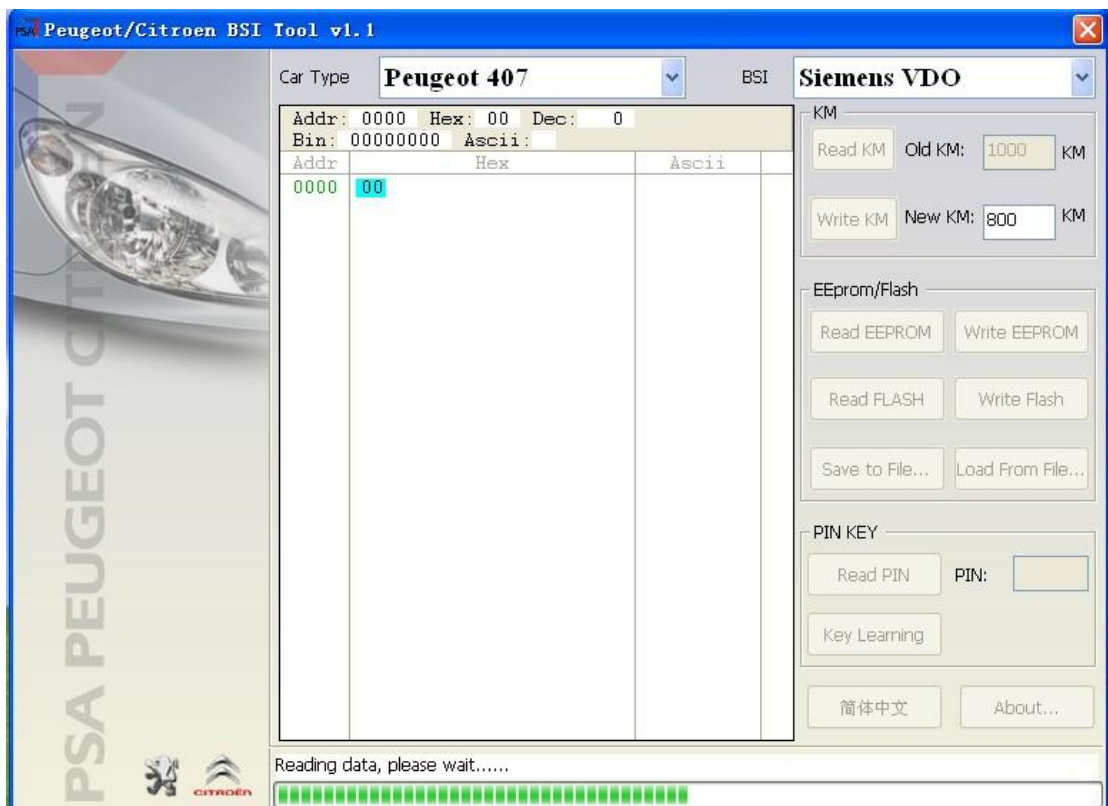 Peugeot/Citroen BSI Tool v1.1
Car Type Peugeot 407 BSI Siemens VDO
Addr: 0000 Hex: 00 Dec: 0
Bin: 00000000 Ascii:
Addr Hex Ascii
0000 00
KM
Read KM Old KM: 1000 KM
Write KM New KM: 800 KM
EEprom/Flash
Read EEPROM Write EEPROM
Read FLASH Write Flash
Save to File... Load From File...
PIN KEY
Read PIN PIN:
Key Learning
简体中文 About...
PSA PEUGEOT CITROËN
CITROËN
Reading data, please wait......